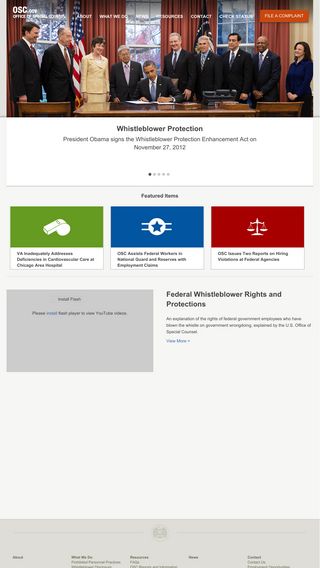 OSC.gov
OFFICE OF SPECIAL COUNSEL
ABOUT WHAT WE DO NEWS RESOURCES CONTACT CHECK STATUS FILE A COMPLAINT
Whistleblower Protection
President Obama signs the Whistleblower Protection Enhancement Act on
November 27, 2012
Featured Items
VA Inadequately Addresses
Deficiencies in Cardiovascular Care at
Chicago Area Hospital
OSC Assists Federal Workers in
National Guard and Reserves with
Employment Claims
OSC Issues Two Reports on Hiring
Violations at Federal Agencies
Install Flash
Please install flash player to view YouTube videos.
Federal Whistleblower Rights and
Protections
An explanation of the rights of federal government employees who have
blown the whistle on government wrongdoing, explained by the U.S. Office of
Special Counsel.
View More »
About What We Do Resources News Contact
Prohibited Personnel Practices FAQs Contact Us
Whistleblower Disclosure OSC Reports and Information Employment Opportunities